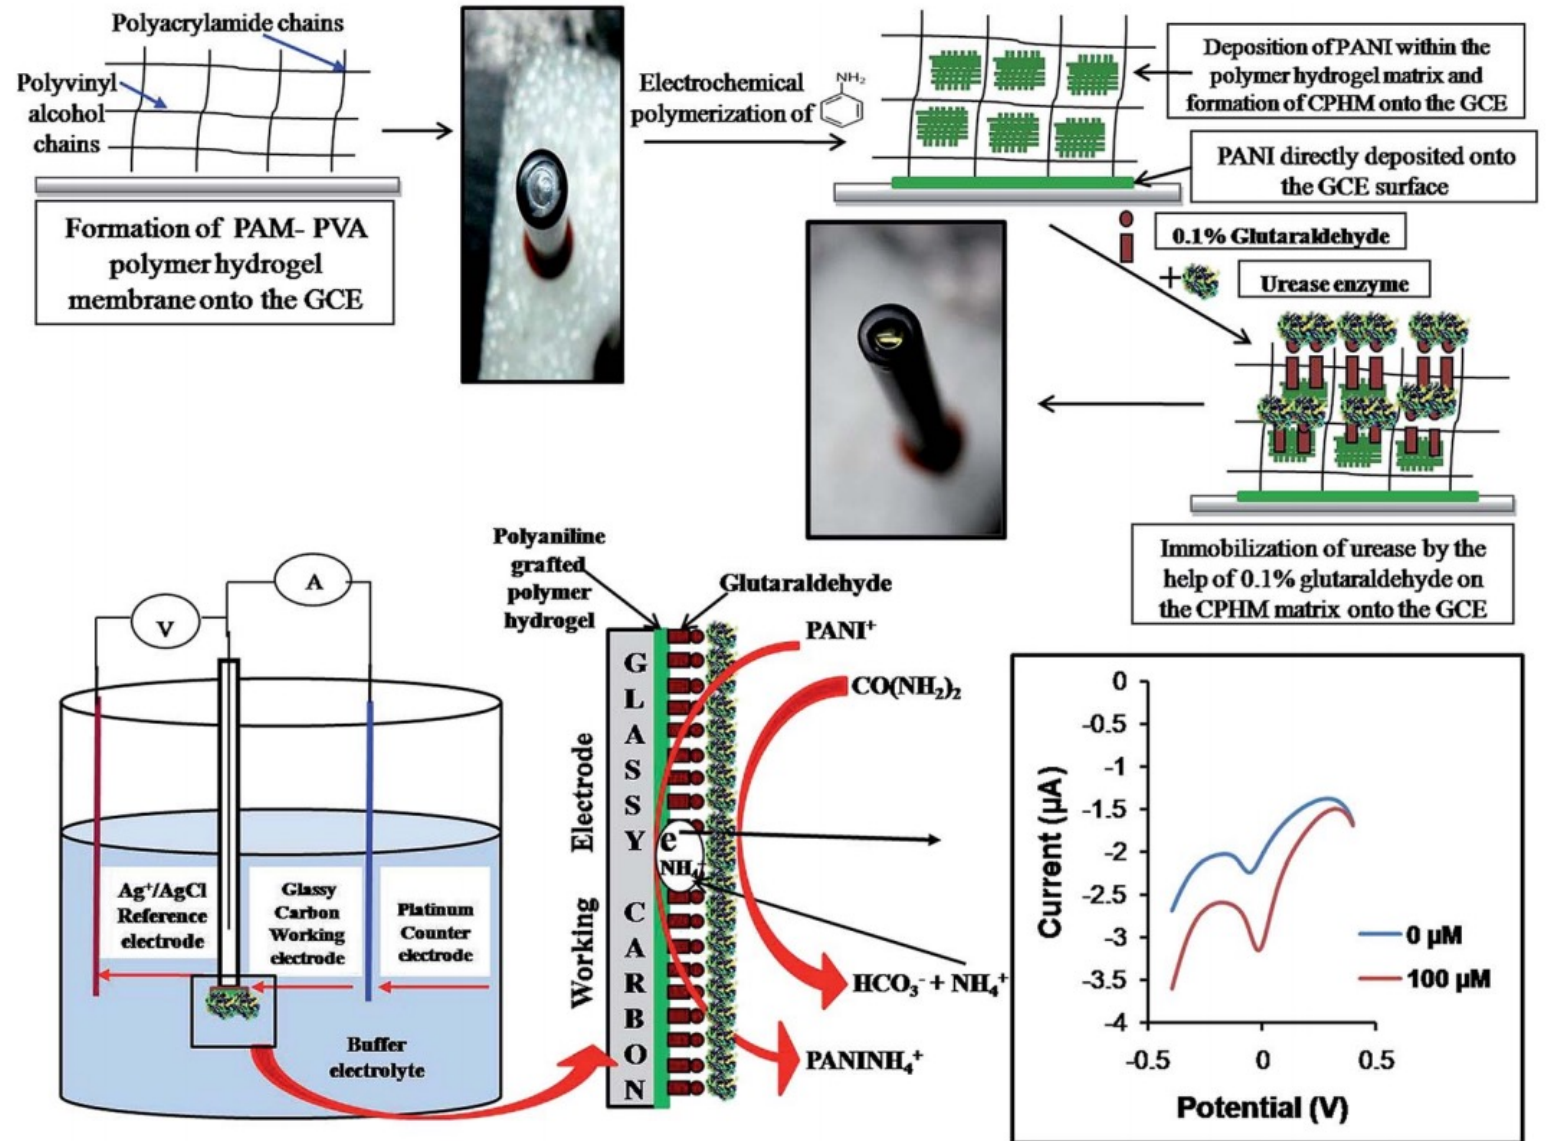 Polyacrylamide chains
Polyvinyl
alcohol
chains
Formation of PAM- PVA
polymer hydrogel
membrane onto the GCE
Electrochemical
polymerization of
NH₂
Deposition of PANI within the
polymer hydrogel matrix and
formation of CPHM onto the GCE
PANI directly deposited onto
the GCE surface
0.1% Glutaraldehyde
+
Urease enzyme
Immobilization of urease by the
help of 0.1% glutaraldehyde on
the CPHM matrix onto the GCE
V
A
Ag⁺/AgCl
Reference
electrode
Glassy
Carbon
Working
electrode
Platinum
Counter
electrode
Buffer
electrolyte
Polyaniline
grafted
polymer
hydrogel
Glutaraldehyde
GLASSY CARBON
Working Electrode
e
NH₄⁺
PANI⁺
CO(NH₂)₂
HCO₃⁻ + NH₄⁺
PANINH₄⁺
0
-0.5
-1
-1.5
-2
-2.5
-3
-3.5
-4
Current (µA)
-0.5 0 0.5
Potential (V)
0 µM
100 µM